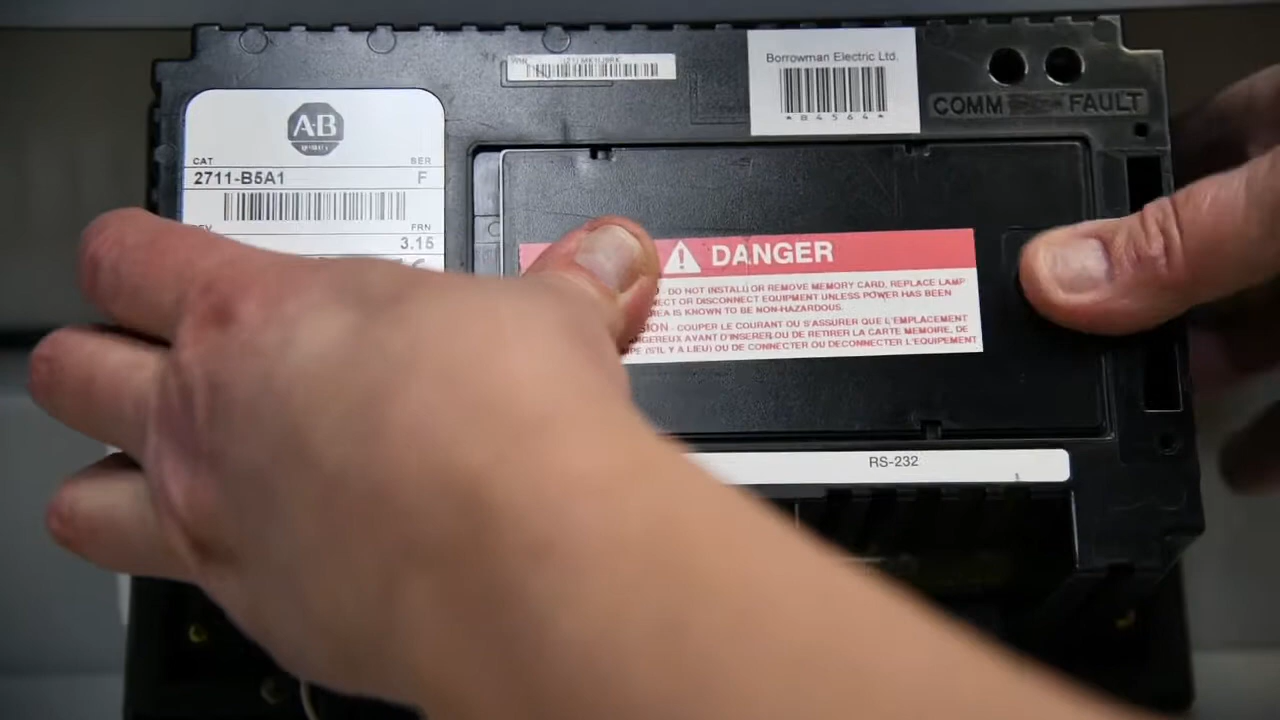 Borrowman Electric Ltd.
*B4564*
COMM FAULT
A-B
CAT SER
2711-B5A1 F
FRN
3.15
DANGER
DO NOT INSTALL OR REMOVE MEMORY CARD, REPLACE LAMP
OR DISCONNECT EQUIPMENT UNLESS POWER HAS BEEN
IS KNOWN TO BE NON-HAZARDOUS.
- COUPER LE COURANT OU S'ASSURER QUE L'EMPLACEMENT
AVANT D'INSERER OU DE RETIRER LA CARTE MEMOIRE, DE
(S'IL Y A LIEU) OU DE CONNECTER OU DECONNECTER L'EQUIPEMENT
RS-232